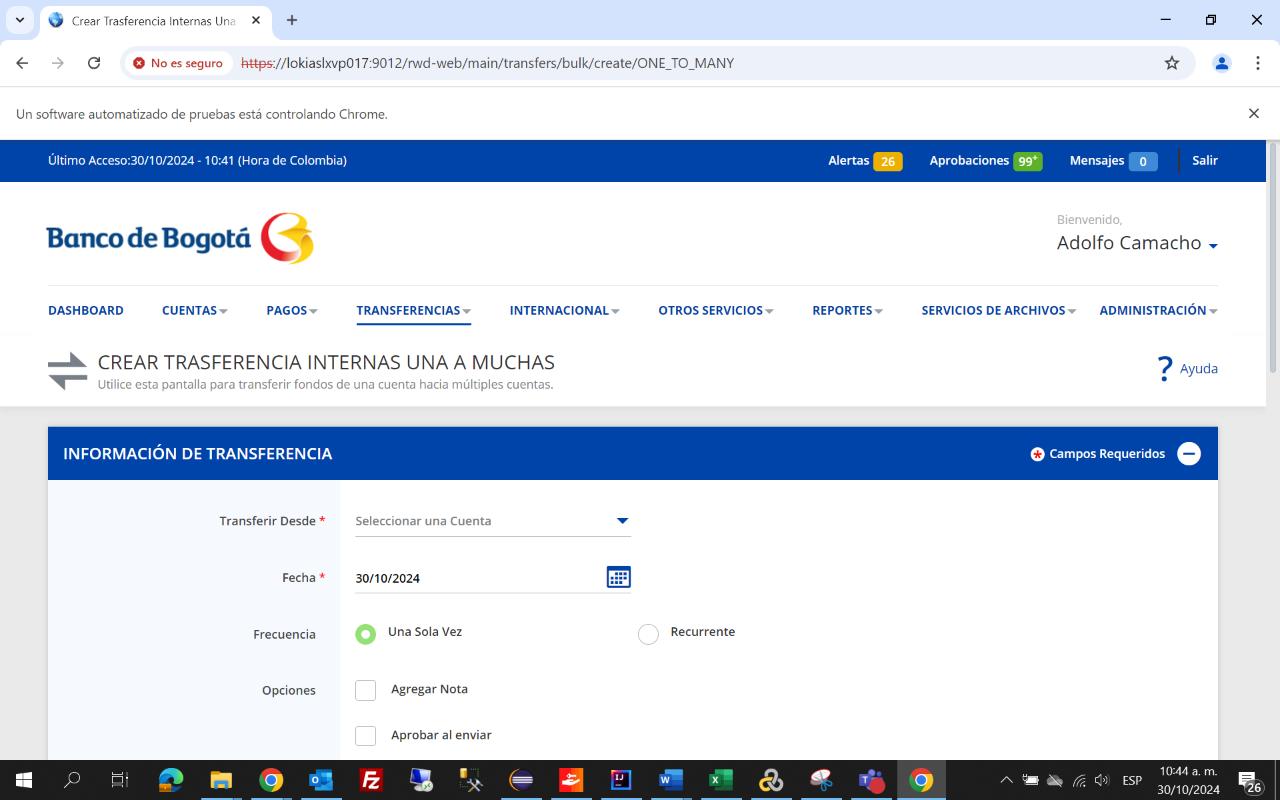 Crear Trasferencia Internas Una
No es seguro
https://lokiaslxvp017:9012/rwd-web/main/transfers/bulk/create/ONE_TO_MANY
Un software automatizado de pruebas está controlando Chrome.
Último Acceso:30/10/2024 - 10:41 (Hora de Colombia)
Alertas 26 Aprobaciones 99+ Mensajes 0 Salir
Banco de Bogotá
Bienvenido,
Adolfo Camacho
DASHBOARD CUENTAS PAGOS TRANSFERENCIAS INTERNACIONAL OTROS SERVICIOS REPORTES SERVICIOS DE ARCHIVOS ADMINISTRACIÓN
CREAR TRASFERENCIA INTERNAS UNA A MUCHAS
Utilice esta pantalla para transferir fondos de una cuenta hacia múltiples cuentas.
? Ayuda
INFORMACIÓN DE TRANSFERENCIA
* Campos Requeridos
Transferir Desde * Seleccionar una Cuenta
Fecha * 30/10/2024
Frecuencia Una Sola Vez Recurrente
Opciones Agregar Nota
Aprobar al enviar
ESP
10:44 a. m.
30/10/2024
26